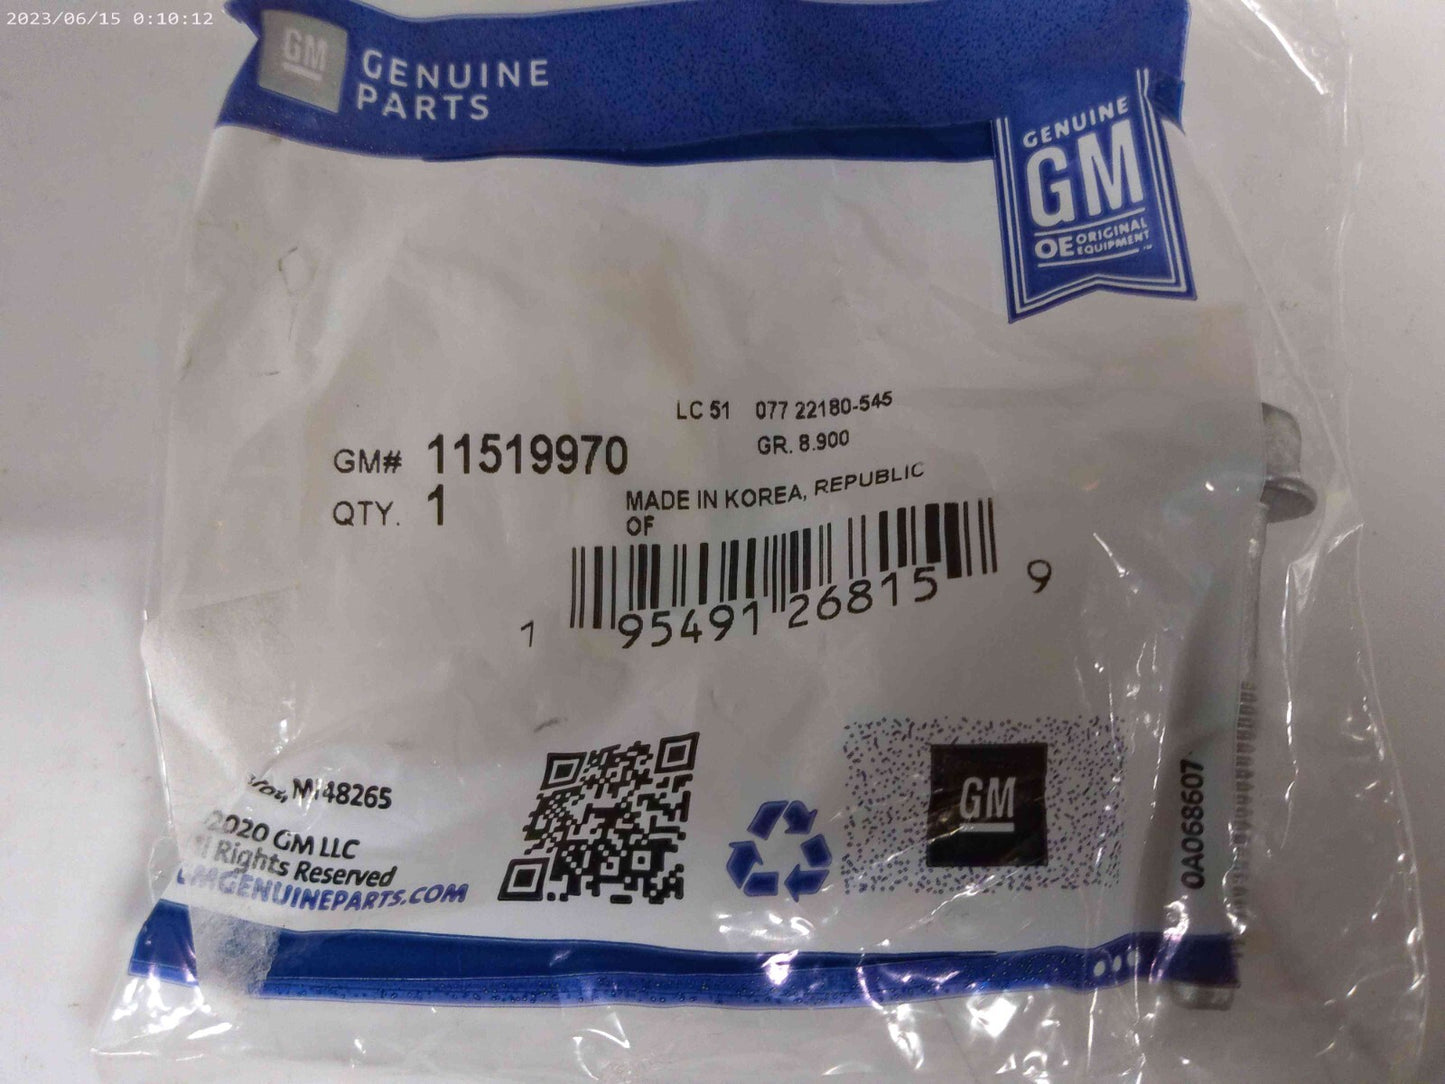 2023/06/15 0:10:12
GM
GENUINE
PARTS
GENUINE
GM
OE ORIGINAL
EQUIPMENT
LC 51 077 22180-545
GR. 8.900
GM# 11519970
QTY. 1
MADE IN KOREA, REPUBLIC
OF
1 95491 26815 9
MI 48265
2020 GM LLC
Rights Reserved
GMGENUINEPARTS.COM
GM
0A068607